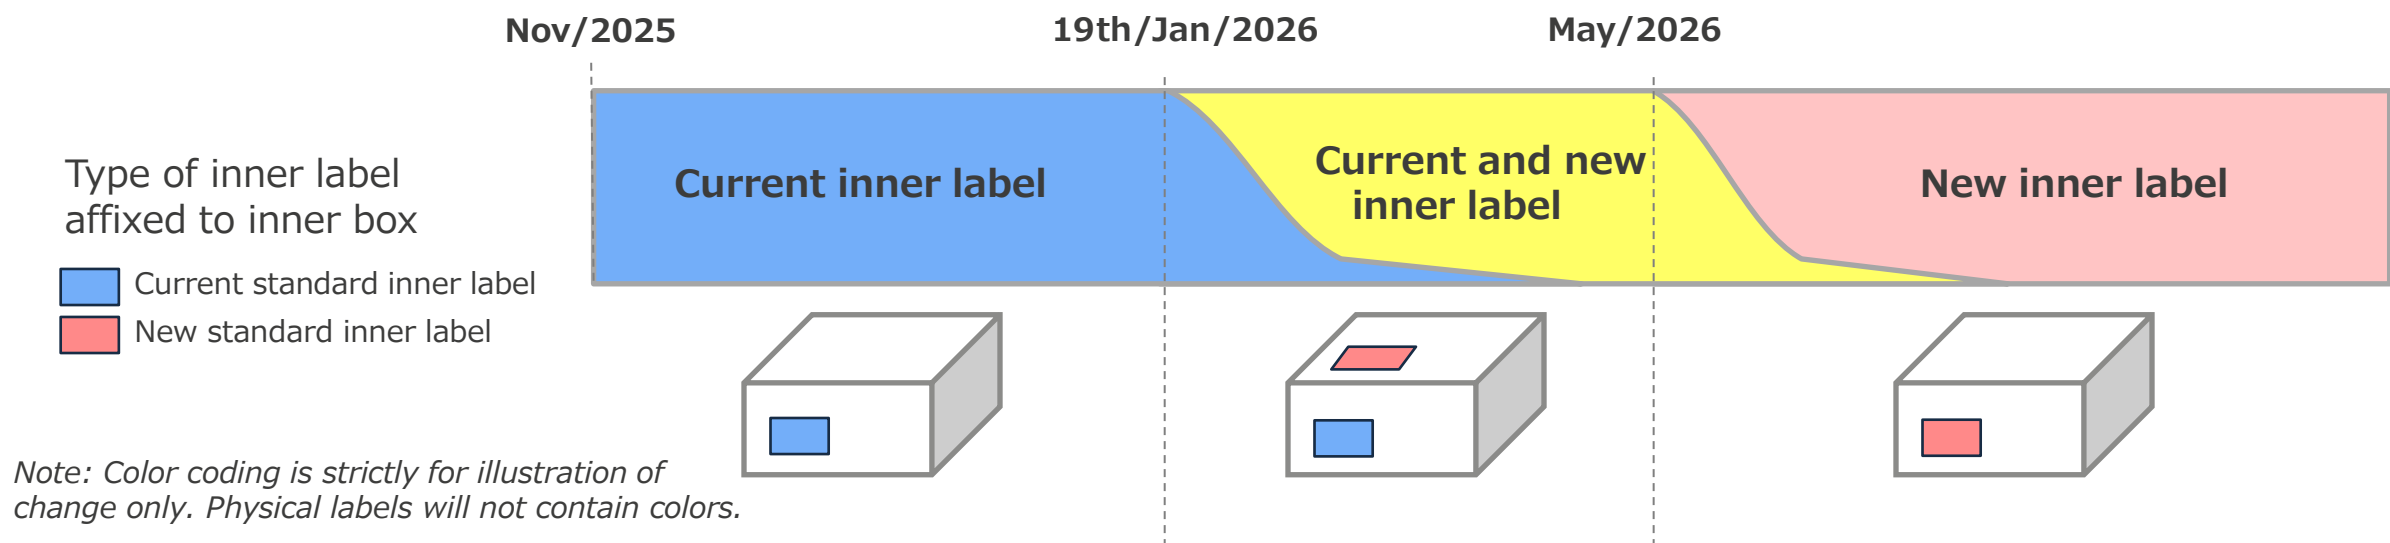 Nov/2025
19th/Jan/2026
May/2026
Type of inner label
affixed to inner box
Current inner label
Current and new
inner label
New inner label
Current standard inner label
New standard inner label
Note: Color coding is strictly for illustration of
change only. Physical labels will not contain colors.